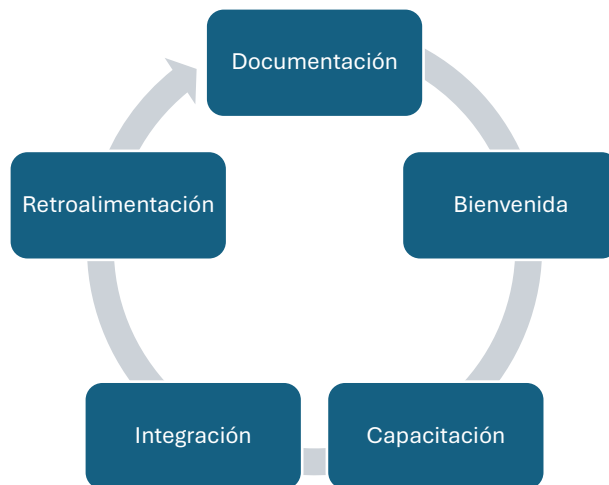 Documentación
Bienvenida
Capacitación
Integración
Retroalimentación